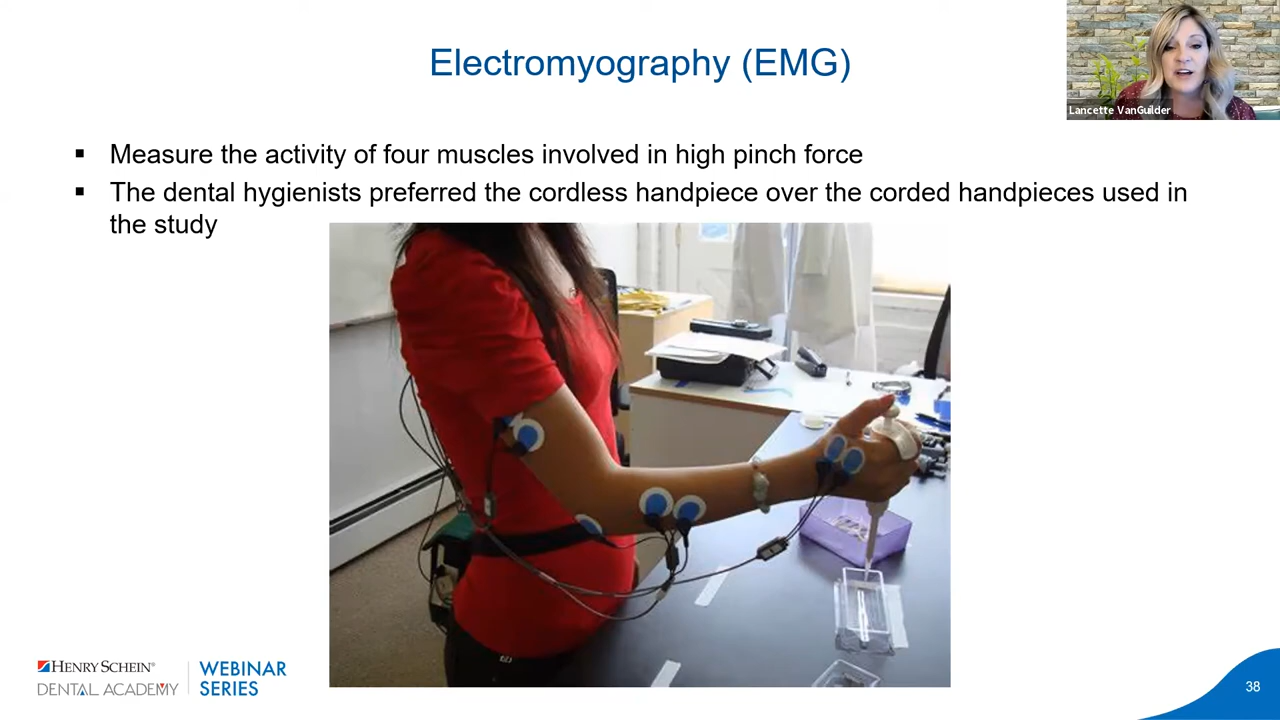 Electromyography (EMG)
Lancette VanGuilder
▪ Measure the activity of four muscles involved in high pinch force
▪ The dental hygienists preferred the cordless handpiece over the corded handpieces used in
the study
HENRY SCHEIN®
DENTAL ACADEMY
WEBINAR
SERIES
38